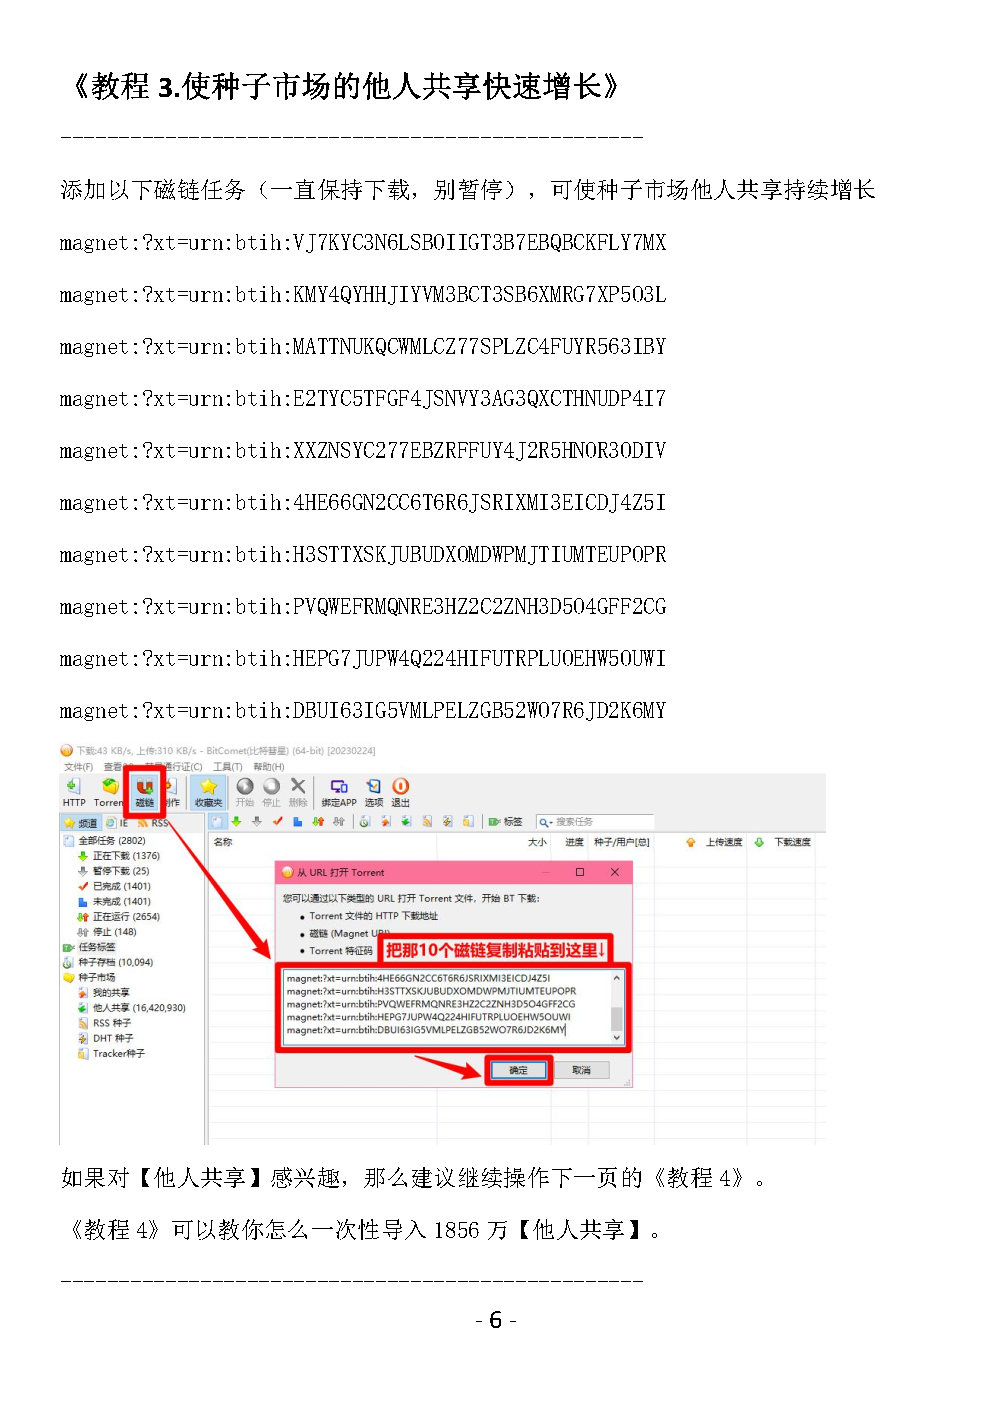 《教程 3.使种子市场的他人共享快速增长》
--------------------------------------------------
添加以下磁链任务（一直保持下载，别暂停），可使种子市场他人共享持续增长
magnet:?xt=urn:btih:VJ7KYC3N6LSBOIIGT3B7EBQBCKFLY7MX
magnet:?xt=urn:btih:KMY4QYHHJIYVM3BCT3SB6XMRG7XP5O3L
magnet:?xt=urn:btih:MATTNUKQCWMLCZ77SPLZC4FUYR563IBY
magnet:?xt=urn:btih:E2TYC5TFGF4JSNVY3AG3QXCTHNUDP4I7
magnet:?xt=urn:btih:XXZNSYC277EBZRFFUY4J2R5HNOR3ODIV
magnet:?xt=urn:btih:4HE66GN2CC6T6R6JSRIXMI3EICDJ4Z5I
magnet:?xt=urn:btih:H3STTXSKJUBUDXOMDWPMJTIUMTEUPOPR
magnet:?xt=urn:btih:PVQWEFRMQNRE3HZ2C2ZNH3D5O4GFF2CG
magnet:?xt=urn:btih:HEPG7JUPW4Q224HIFUTRPLUOEHW5OUWI
magnet:?xt=urn:btih:DBUI63IG5VMLPELZGB52WO7R6JD2K6MY
下载:43 KB/s, 上传:310 KB/s - BitComet(比特彗星) (64-bit) [20230224]
文件(F) 查看 通行证(C) 工具(T) 帮助(H)
HTTP Torrent 磁链 制作 收藏夹 开始 停止 删除 绑定APP 选项 退出
频道 IE RSS 标签 搜索任务
名称 大小 进度 种子/用户[总] 上传速度 下载速度
全部任务 (2802)
正在下载 (1376)
暂停下载 (25)
已完成 (1401)
未完成 (1401)
正在运行 (2654)
停止 (148)
任务标签
种子存档 (10,094)
种子市场
我的共享
他人共享 (16,420,930)
RSS 种子
DHT 种子
Tracker种子
从 URL 打开 Torrent
您可以通过以下类型的 URL 打开 Torrent 文件，开始 BT 下载：
• Torrent 文件的 HTTP 下载地址
• 磁链 (Magnet URI)
• Torrent 特征码
把那10个磁链复制粘贴到这里↓
magnet:?xt=urn:btih:4HE66GN2CC6T6R6JSRIXMI3EICDJ4Z5I
magnet:?xt=urn:btih:H3STTXSKJUBUDXOMDWPMJTIUMTEUPOPR
magnet:?xt=urn:btih:PVQWEFRMQNRE3HZ2C2ZNH3D5O4GFF2CG
magnet:?xt=urn:btih:HEPG7JUPW4Q224HIFUTRPLUOEHW5OUWI
magnet:?xt=urn:btih:DBUI63IG5VMLPELZGB52WO7R6JD2K6MY
确定 取消
如果对【他人共享】感兴趣，那么建议继续操作下一页的《教程 4》。
《教程 4》可以教你怎么一次性导入 1856 万【他人共享】。
--------------------------------------------------
- 6 -